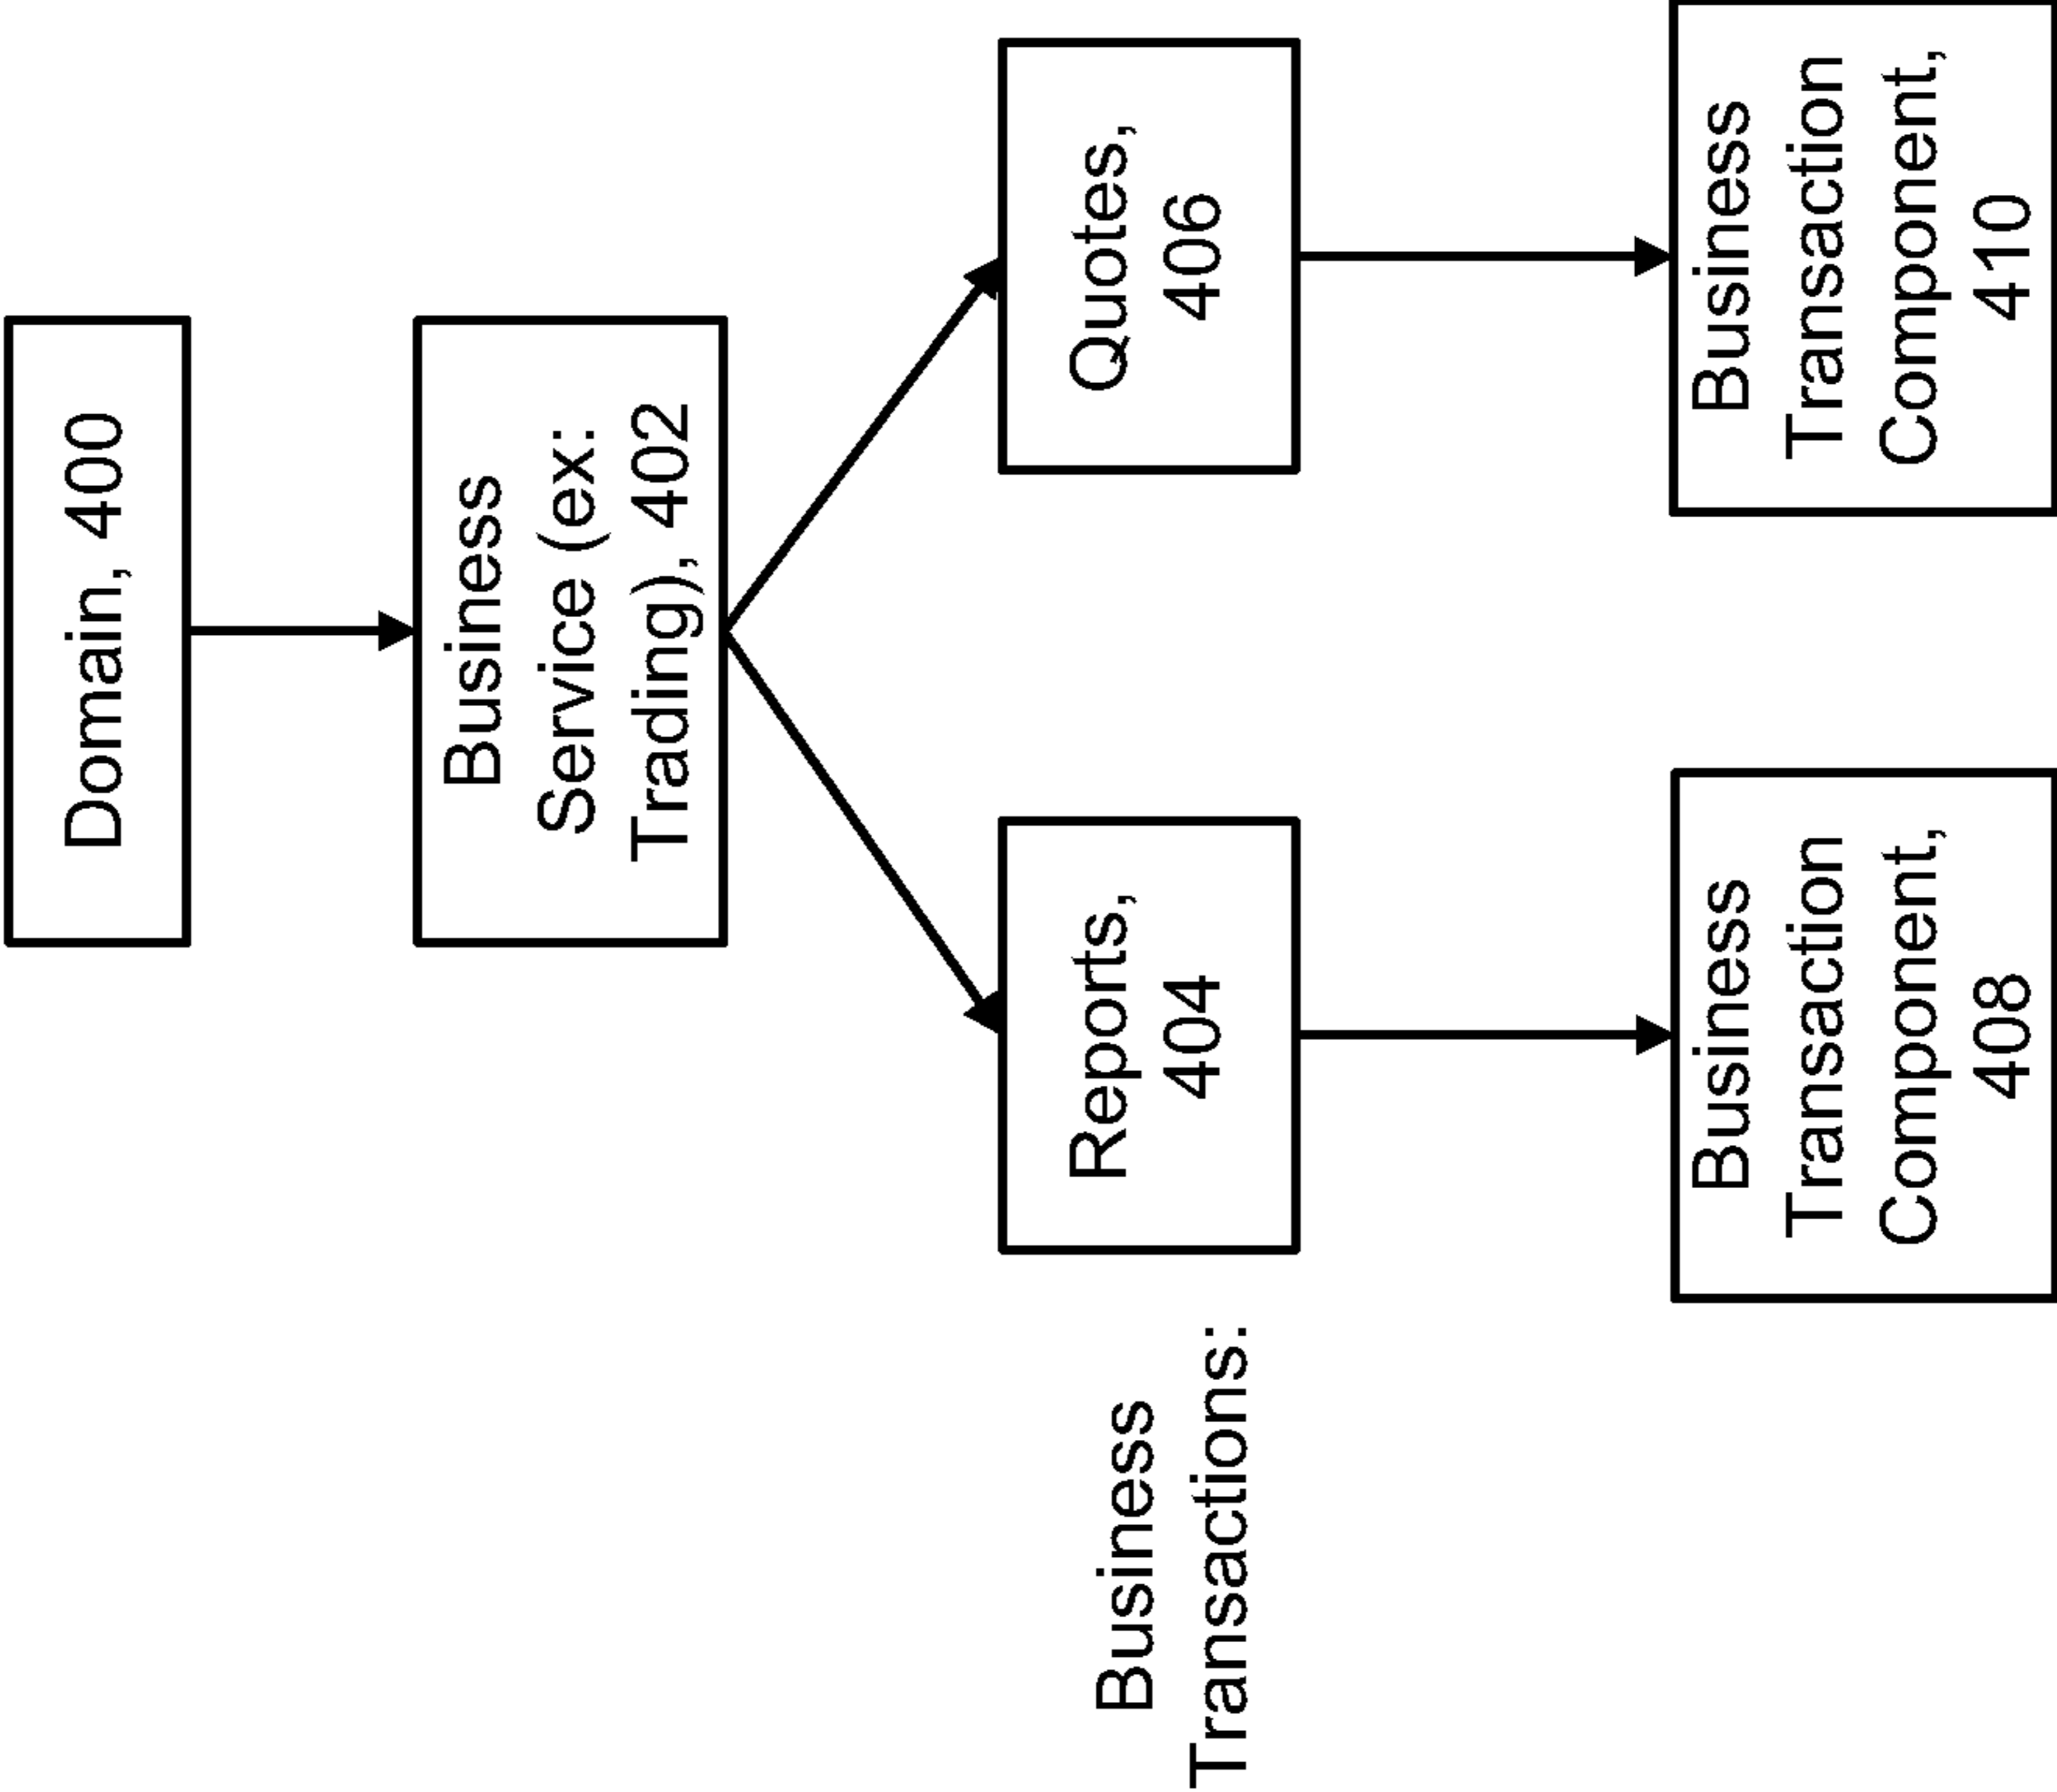 Domain, 400
Business
Service (ex:
Trading), 402
Business
Transactions:
Reports,
404
Quotes,
406
Business
Transaction
Component,
408
Business
Transaction
Component,
410